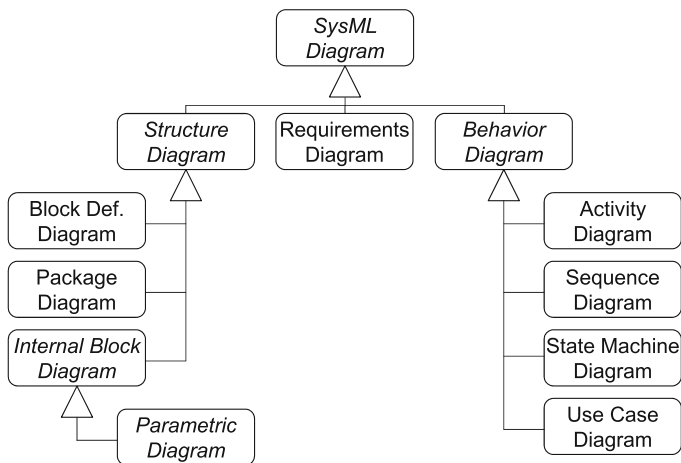 SysML
Diagram
Structure
Diagram
Requirements
Diagram
Behavior
Diagram
Block Def.
Diagram
Package
Diagram
Internal Block
Diagram
Parametric
Diagram
Activity
Diagram
Sequence
Diagram
State Machine
Diagram
Use Case
Diagram